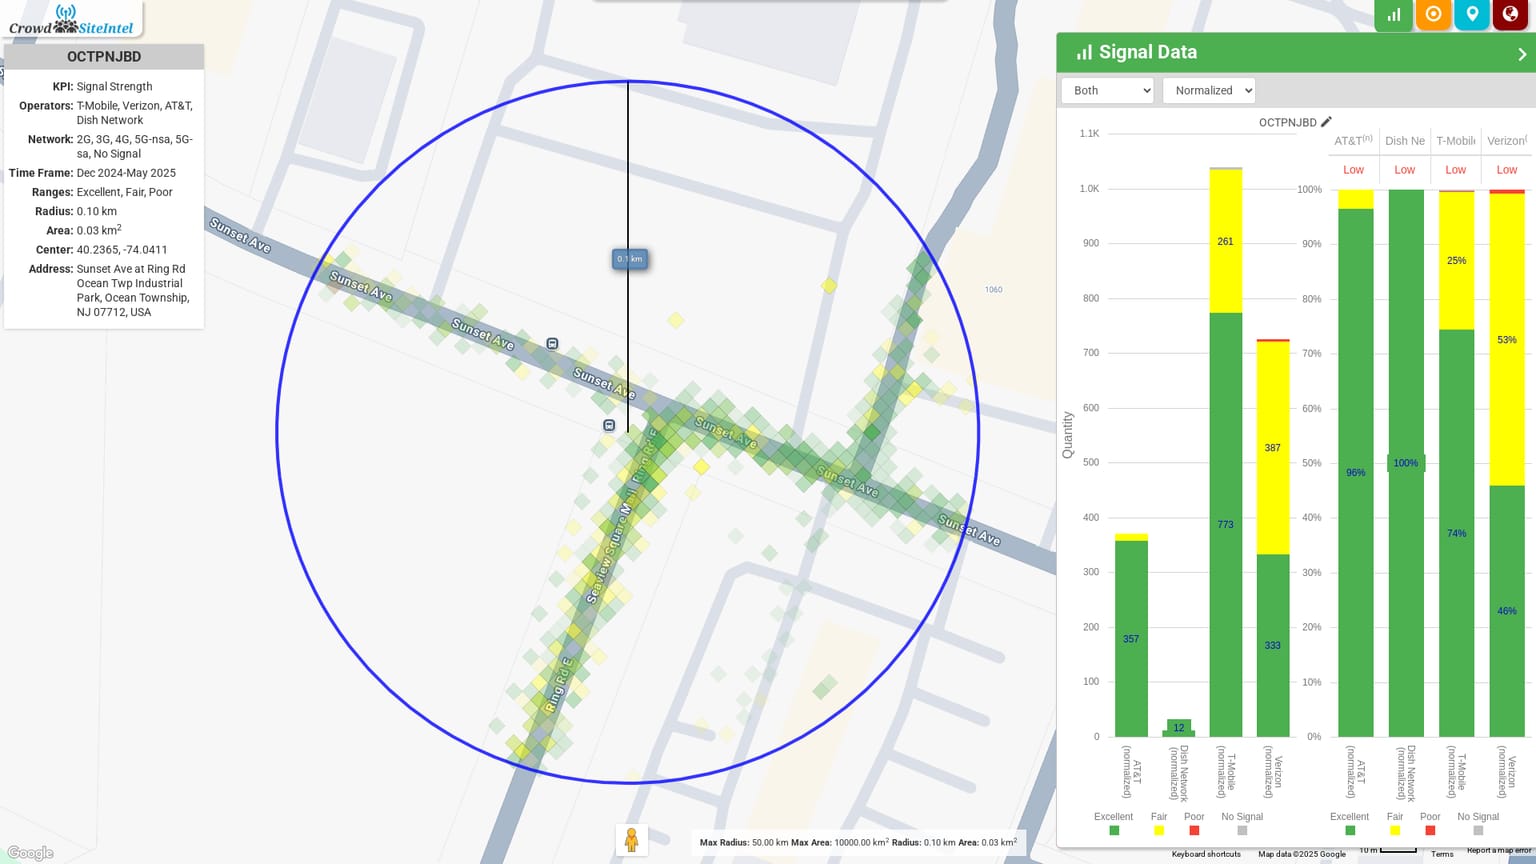 Crowd SiteIntel
OCTPNJBD
KPI: Signal Strength
Operators: T-Mobile, Verizon, AT&T,
Dish Network
Network: 2G, 3G, 4G, 5G-nsa, 5G-
sa, No Signal
Time Frame: Dec 2024-May 2025
Ranges: Excellent, Fair, Poor
Radius: 0.10 km
Area: 0.03 km²
Center: 40.2365, -74.0411
Address: Sunset Ave at Ring Rd
Ocean Twp Industrial
Park, Ocean Township,
NJ 07712, USA
Sunset Ave
Sunset Ave
Sunset Ave
Sunset Ave
Sunset Ave
Sunset Ave
Sunset Ave
Seaview Square Mall Ring Rd E
Ring Rd E
0.1 km
1060
Google
Max Radius: 50.00 km Max Area: 10000.00 km² Radius: 0.10 km Area: 0.03 km²
Signal Data
Both
Normalized
OCTPNJBD
Quantity
1.1K
1.0K
900
800
700
600
500
400
300
200
100
0
357
12
261
773
387
333
AT&T
(normalized)
Dish Network
(normalized)
T-Mobile
(normalized)
Verizon
(normalized)
Excellent Fair Poor No Signal
AT&T(n) Dish Ne T-Mobile Verizon(
Low Low Low Low
100%
90%
80%
70%
60%
50%
40%
30%
20%
10%
0%
96%
100%
25%
74%
53%
46%
AT&T
(normalized)
Dish Network
(normalized)
T-Mobile
(normalized)
Verizon
(normalized)
Excellent Fair Poor No Signal
Keyboard shortcuts Map data ©2025 Google 10 m Terms Report a map error